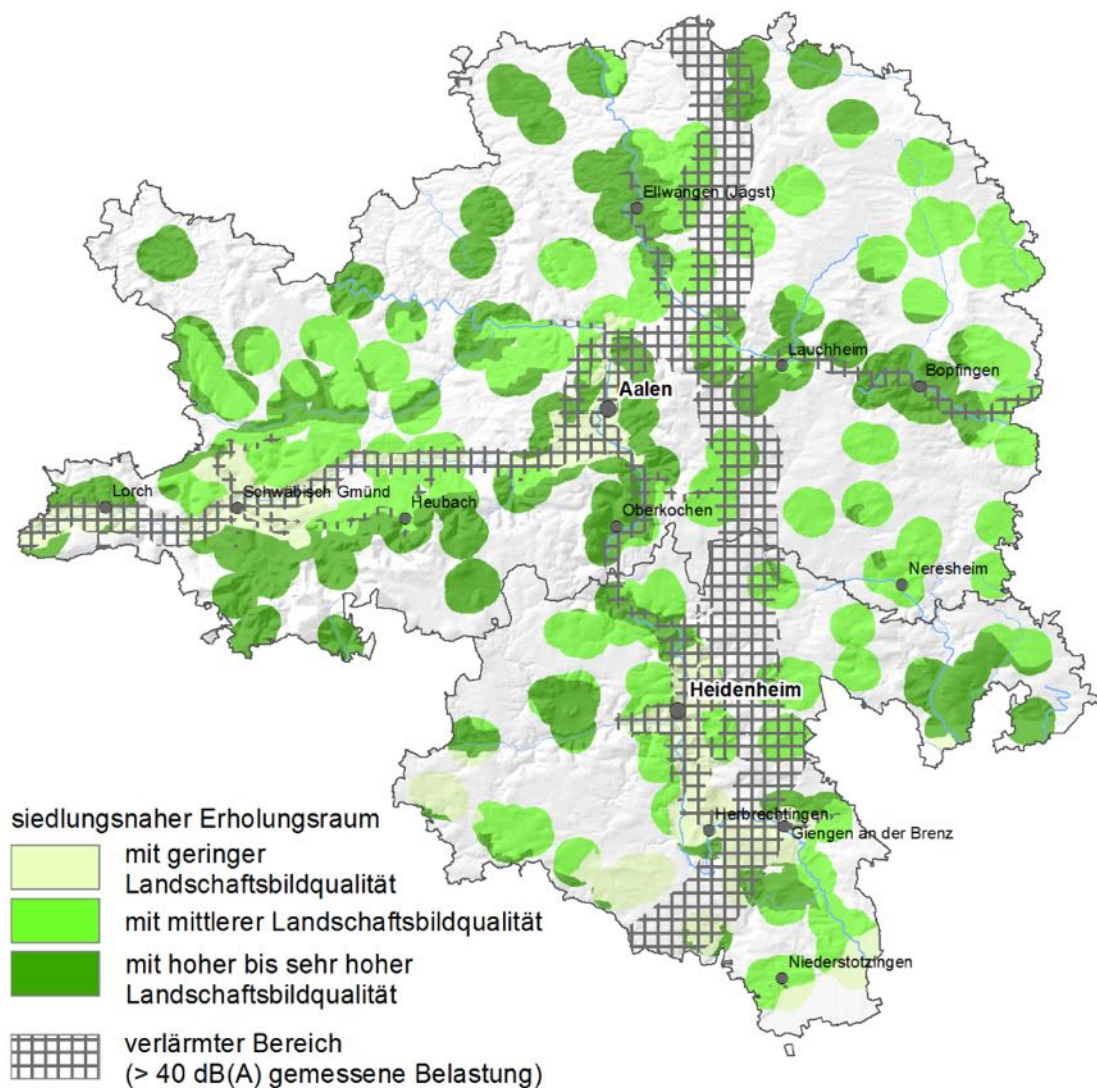 Ellwangen (Jagst)
Lauchheim
Bopfingen
Aalen
Lorch
Schwäbisch Gmünd
Heubach
Oberkochen
Neresheim
Heidenheim
Herbrechtingen
Giengen an der Brenz
Niederstotzingen
siedlungsnaher Erholungsraum
mit geringer
Landschaftsbildqualität
mit mittlerer Landschaftsbildqualität
mit hoher bis sehr hoher
Landschaftsbildqualität
verlärmter Bereich
(> 40 dB(A) gemessene Belastung)